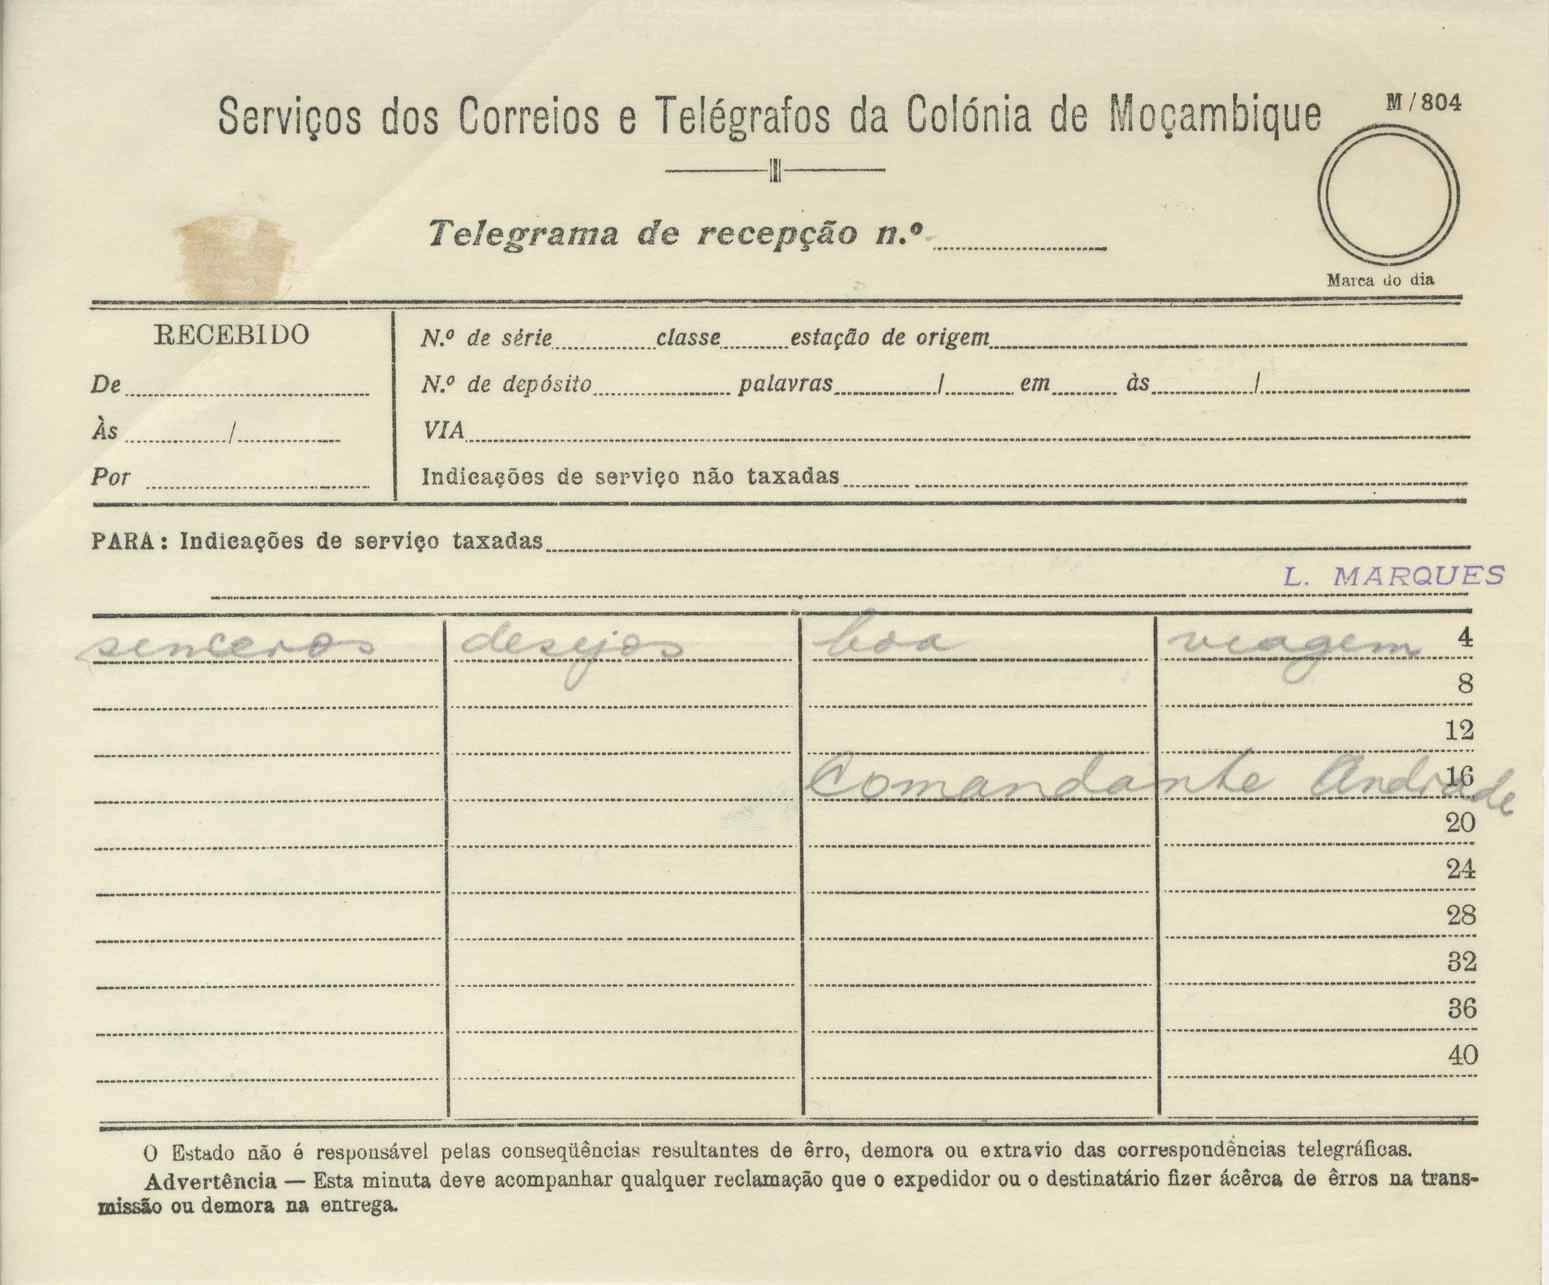 Serviços dos Correios e Telégrafos da Colónia de Moçambique
M/804
Telegrama de recepção n.º
Marca do dia
RECEBIDO
De
Às /
Por
N.º de série classe estação de origem
N.º de depósito palavras / em às /
VIA
Indicações de serviço não taxadas
PARA: Indicações de serviço taxadas
L. MARQUES
senceros desejos boa viagem 4
8
12
Comandante Andrade 16
20
24
28
32
36
40
O Estado não é responsável pelas conseqüências resultantes de êrro, demora ou extravio das correspondências telegráficas.
Advertência — Esta minuta deve acompanhar qualquer reclamação que o expedidor ou o destinatário fizer ácêrca de êrros na trans-
missão ou demora na entrega.